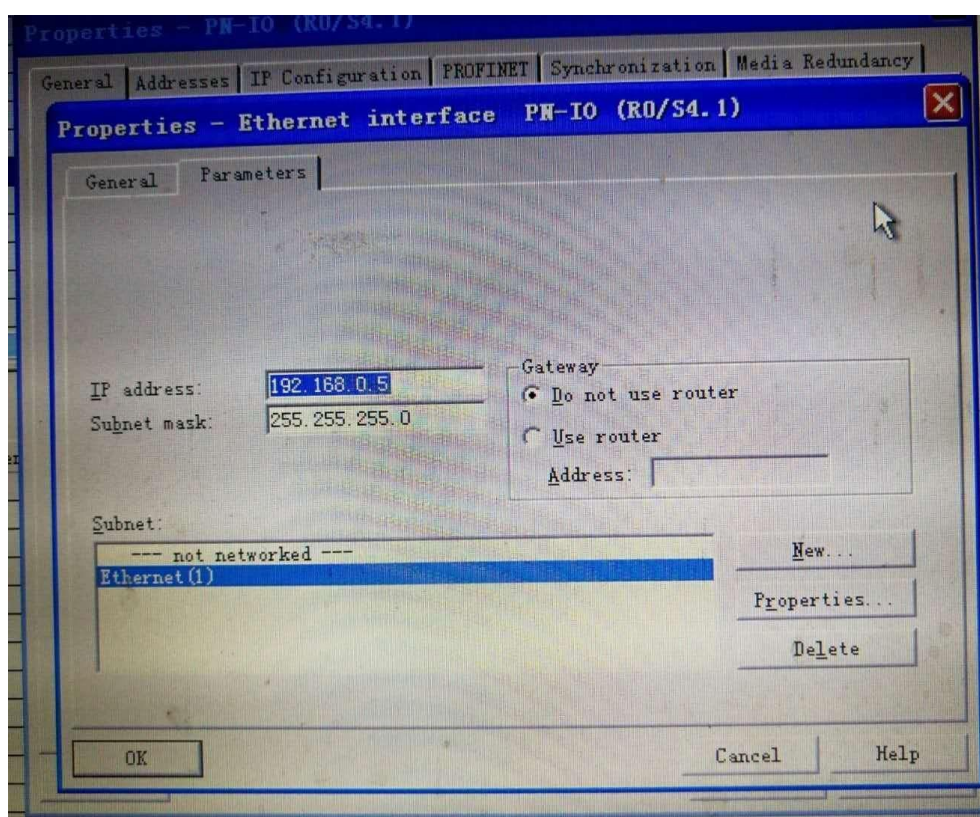 Properties - PN-IO (R0/S4.1)
General Addresses IP Configuration PROFINET Synchronization Media Redundancy
Properties - Ethernet interface PN-IO (R0/S4.1)
General Parameters
Gateway
IP address: 192.168.0.5
Do not use router
Subnet mask: 255.255.255.0
Use router
Address:
Subnet:
--- not networked ---
New...
Ethernet(1)
Properties...
Delete
OK Cancel Help